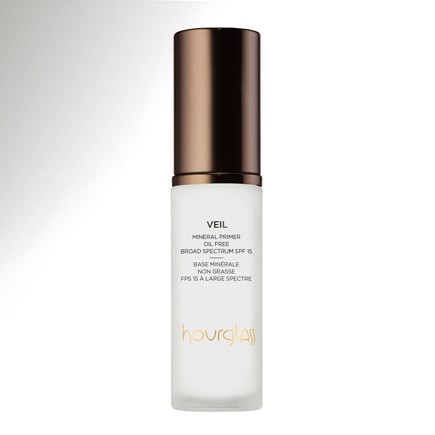 VEIL
MINERAL PRIMER
OIL FREE
BROAD SPECTRUM SPF 15
BASE MINÉRALE
NON GRASSE
FPS 15 À LARGE SPECTRE
hourglass